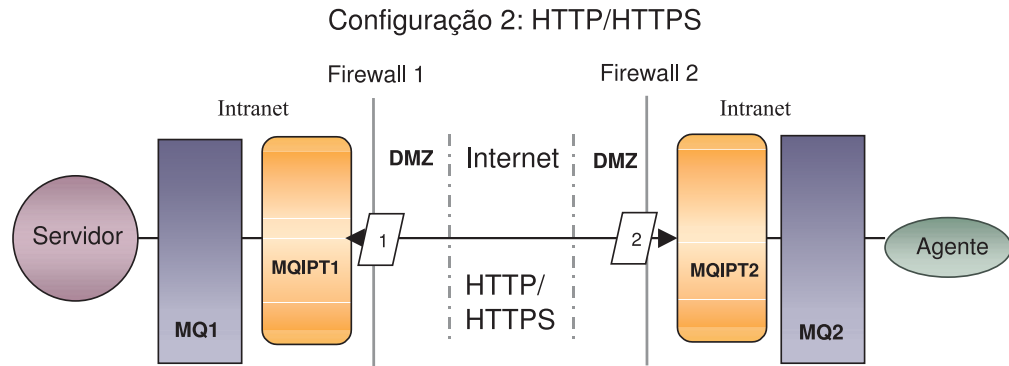 Configuração 2: HTTP/HTTPS
Firewall 1
Firewall 2
Intranet
Intranet
DMZ
Internet
DMZ
Servidor
1
2
Agente
MQIPT1
MQIPT2
HTTP/
HTTPS
MQ1
MQ2